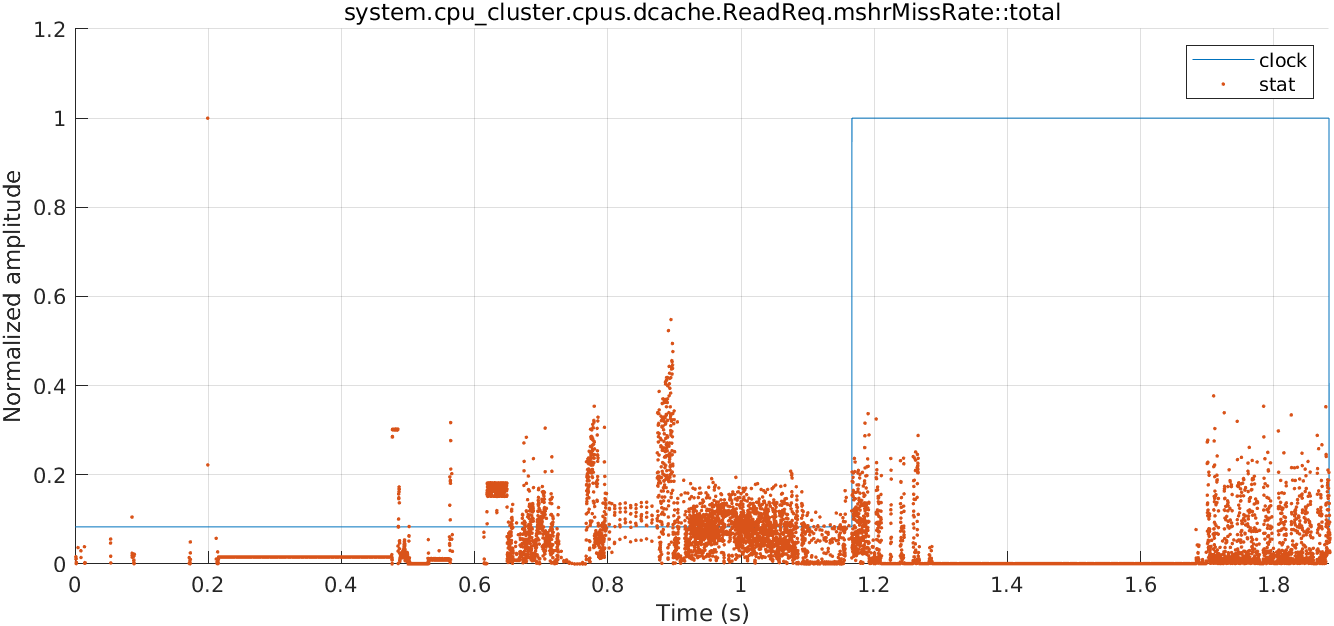 system.cpu_cluster.cpus.dcache.ReadReq.mshrMissRate::total
1.2
1
0.8
0.6
0.4
0.2
0
Normalized amplitude
clock
stat
0 0.2 0.4 0.6 0.8 1 1.2 1.4 1.6 1.8
Time (s)